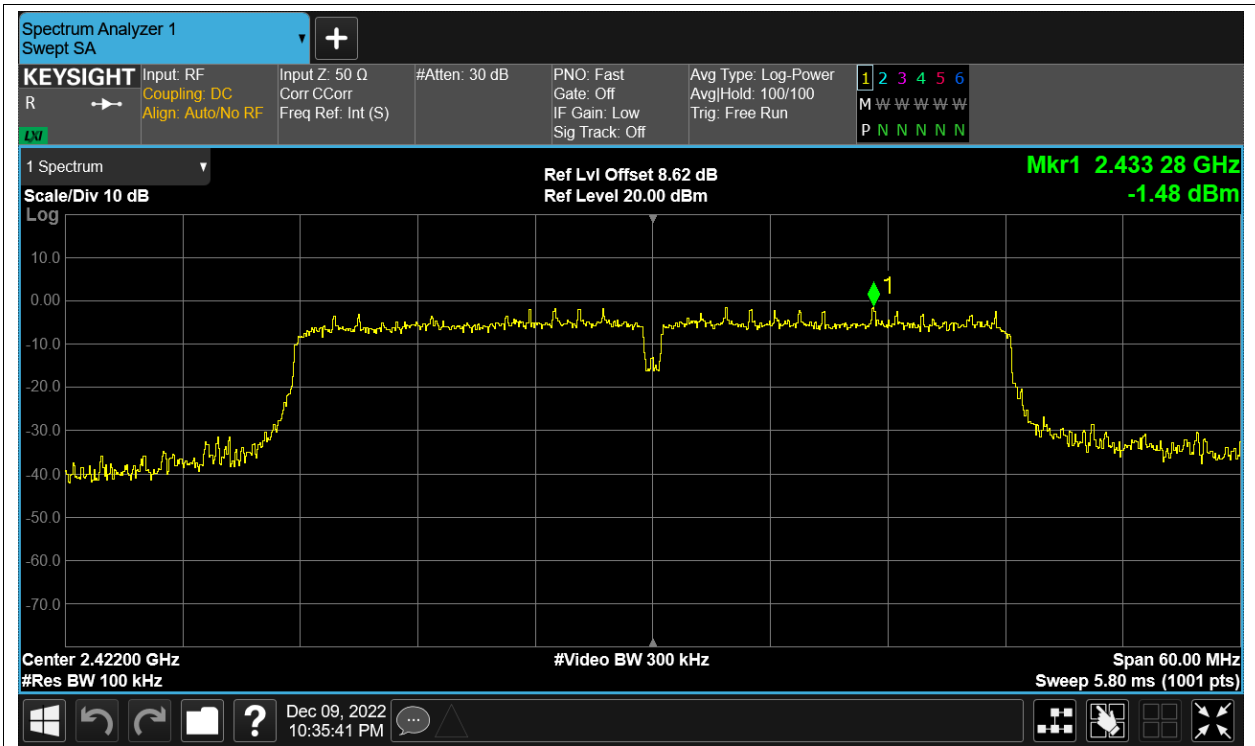 Spectrum Analyzer 1
Swept SA
KEYSIGHT
R
LXI
Input: RF
Coupling: DC
Align: Auto/No RF
Input Z: 50 Ω
Corr CCorr
Freq Ref: Int (S)
#Atten: 30 dB
PNO: Fast
Gate: Off
IF Gain: Low
Sig Track: Off
Avg Type: Log-Power
Avg|Hold: 100/100
Trig: Free Run
1 2 3 4 5 6
M W W W W W
P N N N N N
1 Spectrum
Scale/Div 10 dB
Log
Ref Lvl Offset 8.62 dB
Ref Level 20.00 dBm
Mkr1 2.433 28 GHz
-1.48 dBm
10.0
0.00
-10.0
-20.0
-30.0
-40.0
-50.0
-60.0
-70.0
1
Center 2.42200 GHz
#Res BW 100 kHz
#Video BW 300 kHz
Span 60.00 MHz
Sweep 5.80 ms (1001 pts)
?
Dec 09, 2022
10:35:41 PM